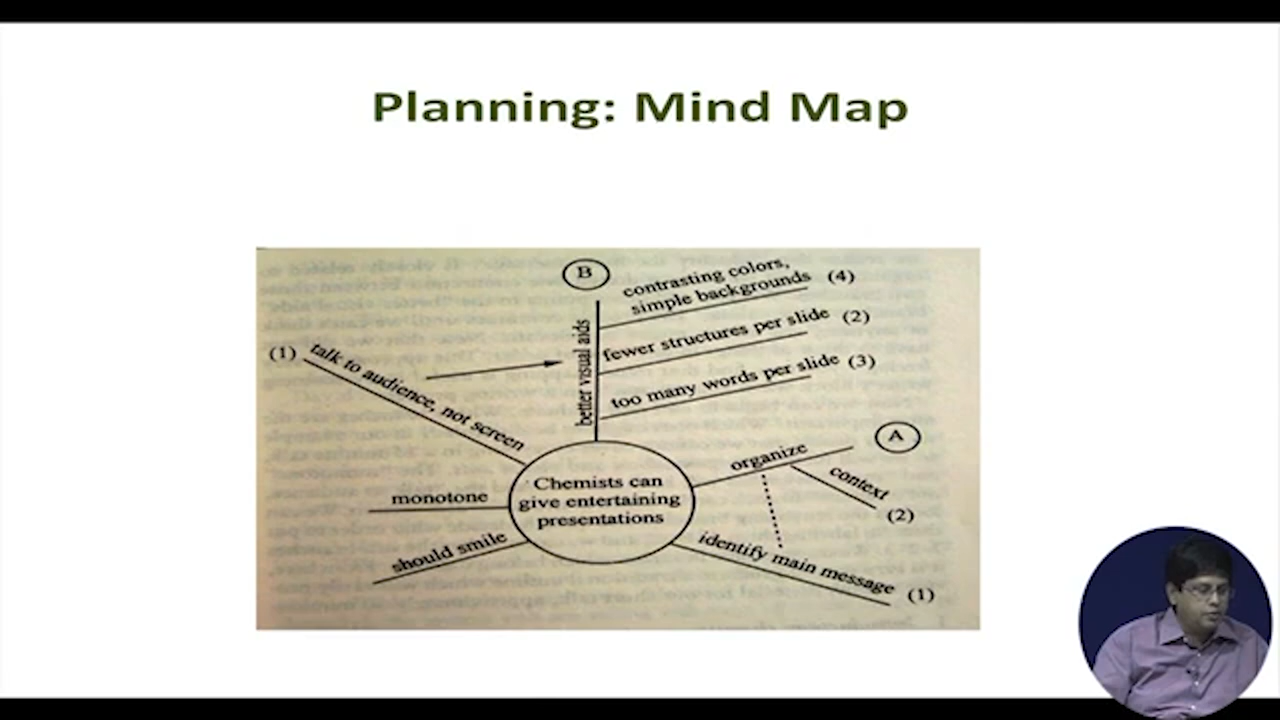 Planning: Mind Map
B
contrasting colors,
simple backgrounds (4)
fewer structures per slide (2)
too many words per slide (3)
better visual aids
(1) talk to audience, not screen
A
organize
context
(2)
monotone
Chemists can
give entertaining
presentations
should smile
identify main message (1)